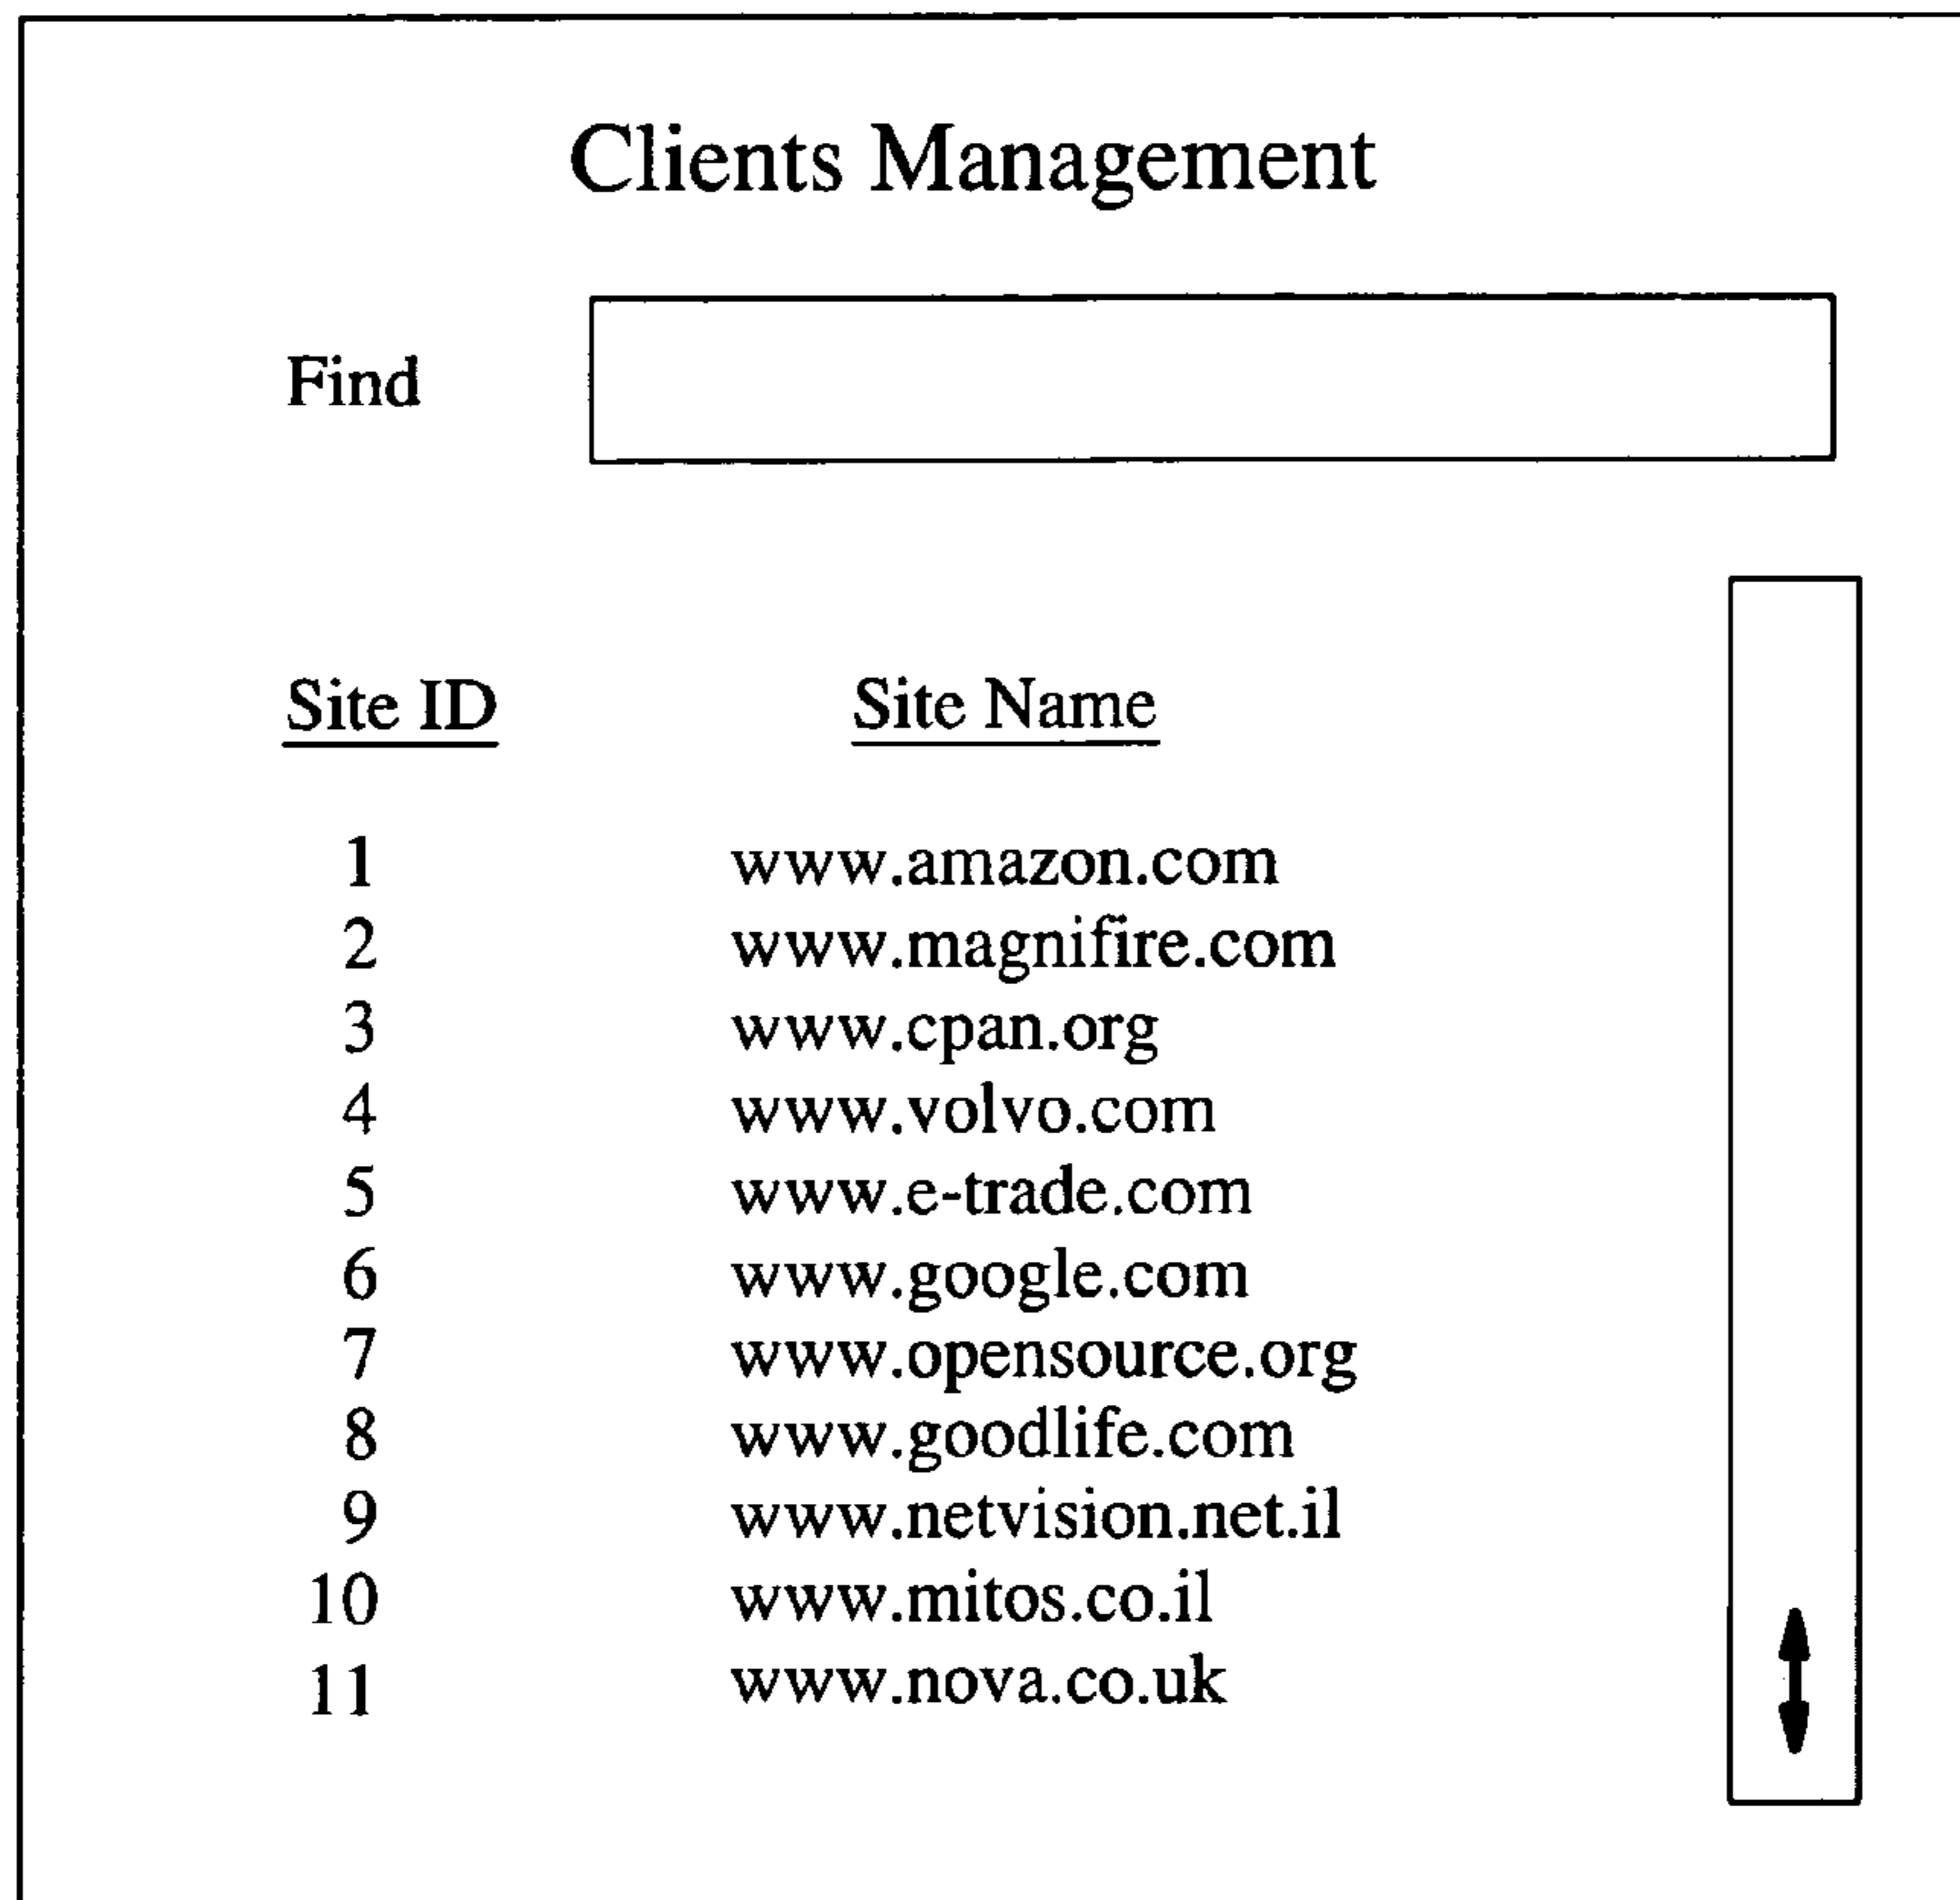 Clients Management
Find
Site ID Site Name
1 www.amazon.com
2 www.magnifire.com
3 www.cpan.org
4 www.volvo.com
5 www.e-trade.com
6 www.google.com
7 www.opensource.org
8 www.goodlife.com
9 www.netvision.net.il
10 www.mitos.co.il
11 www.nova.co.uk